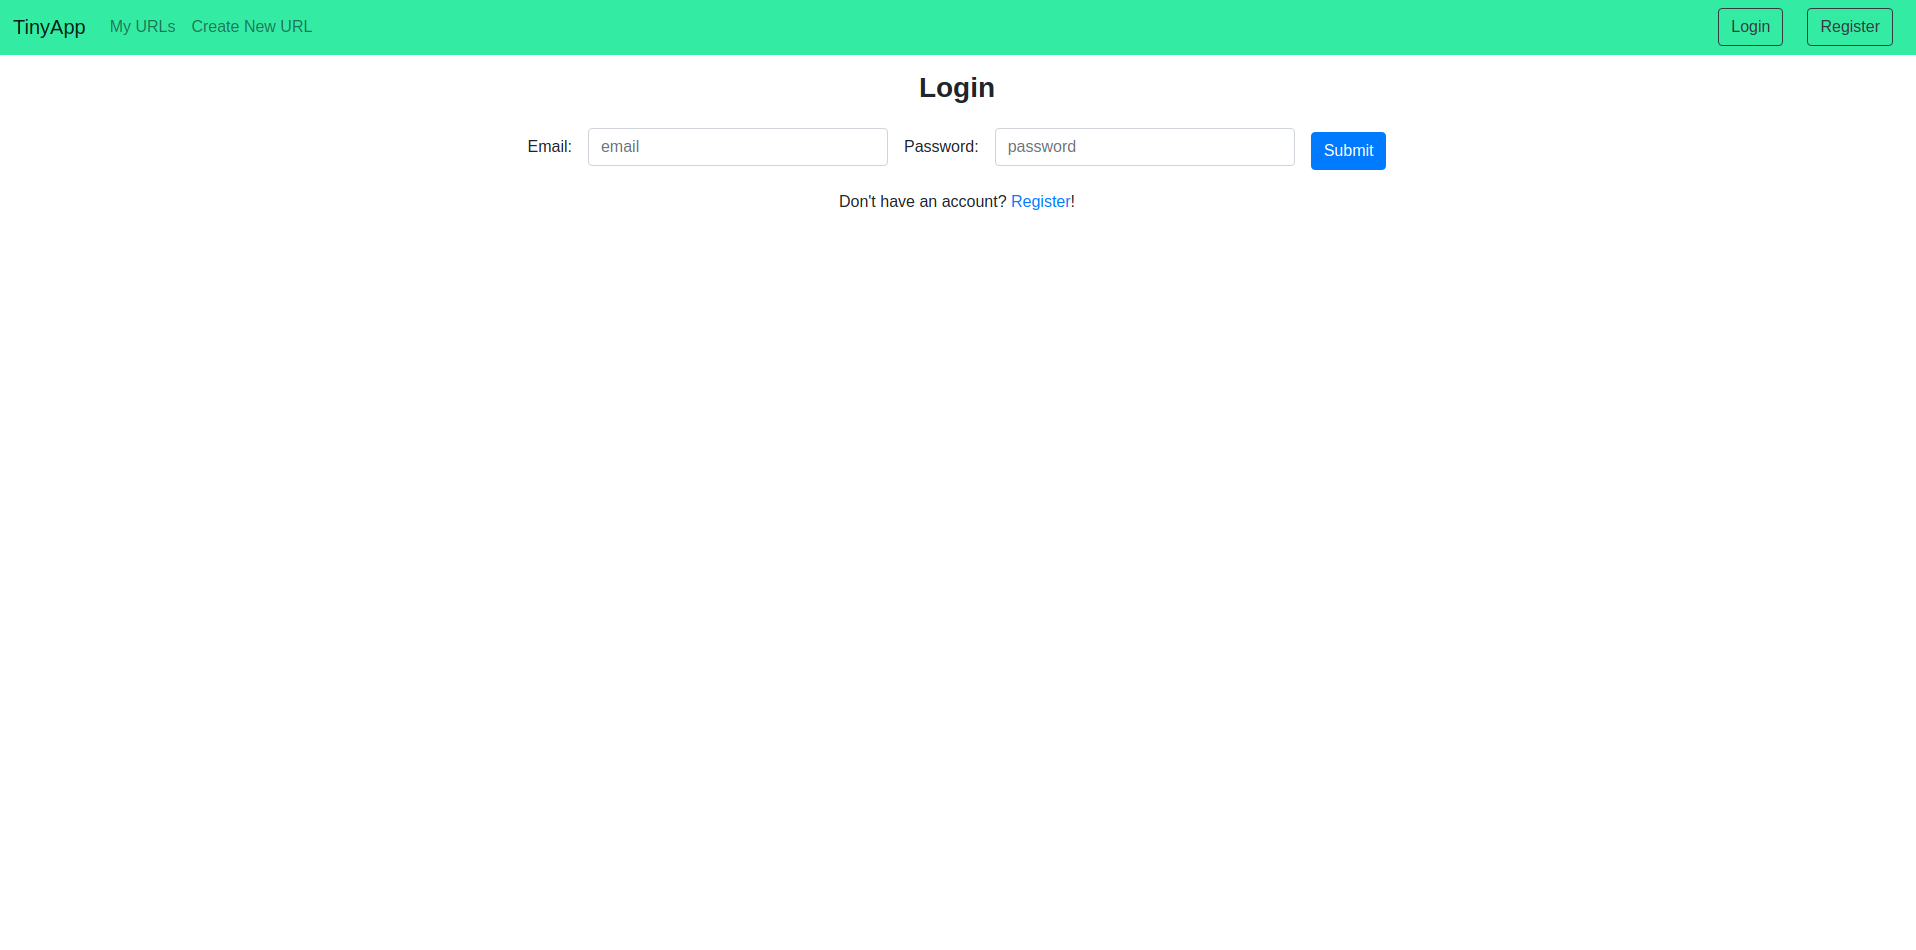 TinyApp My URLs Create New URL Login Register
Login
Email: email Password: password Submit
Don't have an account? Register!